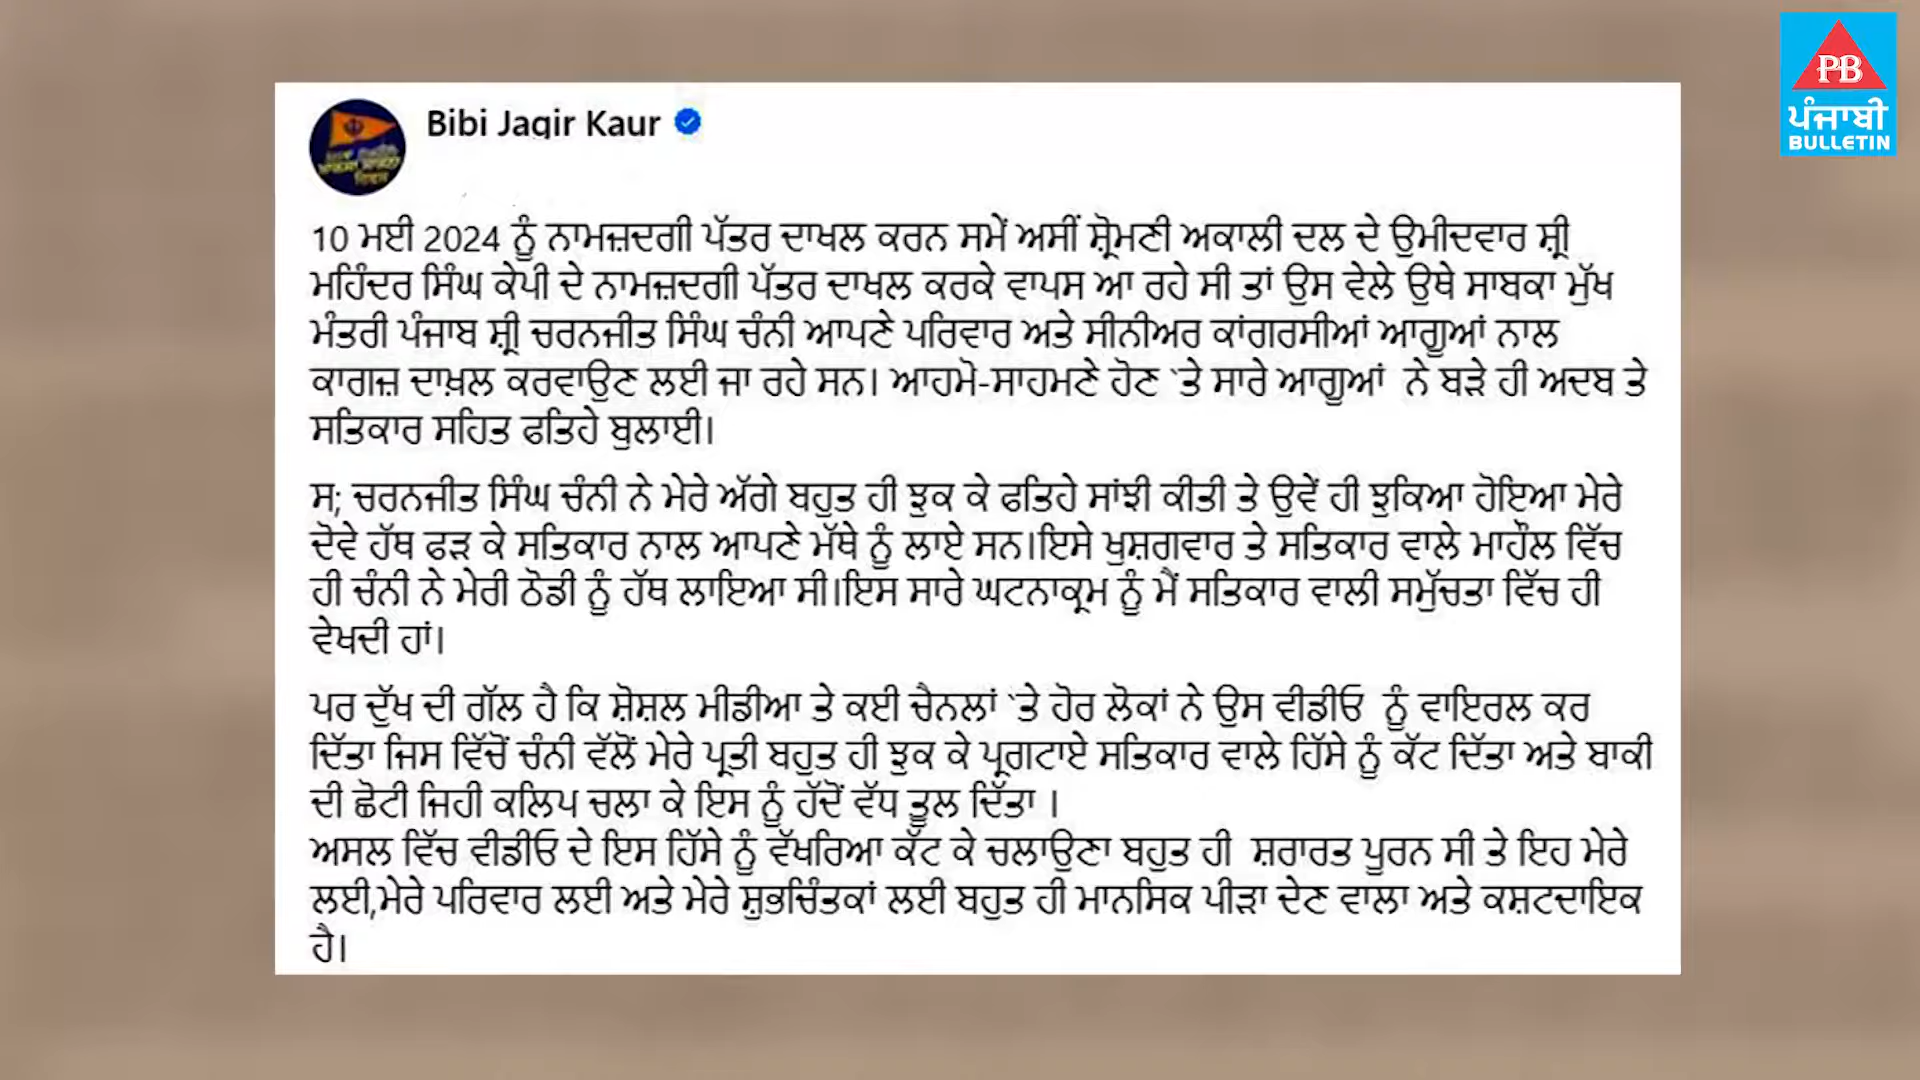 PB
ਪੰਜਾਬੀ
BULLETIN
Bibi Jagir Kaur
10 ਮਈ 2024 ਨੂੰ ਨਾਮਜ਼ਦਗੀ ਪੱਤਰ ਦਾਖਲ ਕਰਨ ਸਮੇਂ ਅਸੀਂ ਸ਼੍ਰੋਮਣੀ ਅਕਾਲੀ ਦਲ ਦੇ ਉਮੀਦਵਾਰ ਸ਼੍ਰੀ
ਮਹਿੰਦਰ ਸਿੰਘ ਕੇਪੀ ਦੇ ਨਾਮਜ਼ਦਗੀ ਪੱਤਰ ਦਾਖਲ ਕਰਕੇ ਵਾਪਸ ਆ ਰਹੇ ਸੀ ਤਾਂ ਉਸ ਵੇਲੇ ਉਥੇ ਸਾਬਕਾ ਮੁੱਖ
ਮੰਤਰੀ ਪੰਜਾਬ ਸ਼੍ਰੀ ਚਰਨਜੀਤ ਸਿੰਘ ਚੰਨੀ ਆਪਣੇ ਪਰਿਵਾਰ ਅਤੇ ਸੀਨੀਅਰ ਕਾਂਗਰਸੀਆਂ ਆਗੂਆਂ ਨਾਲ
ਕਾਗਜ਼ ਦਾਖ਼ਲ ਕਰਵਾਉਣ ਲਈ ਜਾ ਰਹੇ ਸਨ। ਆਹਮੋ-ਸਾਹਮਣੇ ਹੋਣ `ਤੇ ਸਾਰੇ ਆਗੂਆਂ ਨੇ ਬੜੇ ਹੀ ਅਦਬ ਤੇ
ਸਤਿਕਾਰ ਸਹਿਤ ਫਤਿਹੇ ਬੁਲਾਈ।
ਸ; ਚਰਨਜੀਤ ਸਿੰਘ ਚੰਨੀ ਨੇ ਮੇਰੇ ਅੱਗੇ ਬਹੁਤ ਹੀ ਝੁਕ ਕੇ ਫਤਿਹੇ ਸਾਂਝੀ ਕੀਤੀ ਤੇ ਉਵੇਂ ਹੀ ਝੁਕਿਆ ਹੋਇਆ ਮੇਰੇ
ਦੋਵੇ ਹੱਥ ਫੜ ਕੇ ਸਤਿਕਾਰ ਨਾਲ ਆਪਣੇ ਮੱਥੇ ਨੂੰ ਲਾਏ ਸਨ।ਇਸੇ ਖੁਸ਼ਗਵਾਰ ਤੇ ਸਤਿਕਾਰ ਵਾਲੇ ਮਾਹੌਲ ਵਿੱਚ
ਹੀ ਚੰਨੀ ਨੇ ਮੇਰੀ ਠੋਡੀ ਨੂੰ ਹੱਥ ਲਾਇਆ ਸੀ।ਇਸ ਸਾਰੇ ਘਟਨਾਕ੍ਰਮ ਨੂੰ ਮੈਂ ਸਤਿਕਾਰ ਵਾਲੀ ਸਮੁੱਚਤਾ ਵਿੱਚ ਹੀ
ਵੇਖਦੀ ਹਾਂ।
ਪਰ ਦੁੱਖ ਦੀ ਗੱਲ ਹੈ ਕਿ ਸ਼ੋਸ਼ਲ ਮੀਡੀਆ ਤੇ ਕਈ ਚੈਨਲਾਂ `ਤੇ ਹੋਰ ਲੋਕਾਂ ਨੇ ਉਸ ਵੀਡੀਓ ਨੂੰ ਵਾਇਰਲ ਕਰ
ਦਿੱਤਾ ਜਿਸ ਵਿੱਚੋਂ ਚੰਨੀ ਵੱਲੋਂ ਮੇਰੇ ਪ੍ਰਤੀ ਬਹੁਤ ਹੀ ਝੁਕ ਕੇ ਪ੍ਰਗਟਾਏ ਸਤਿਕਾਰ ਵਾਲੇ ਹਿੱਸੇ ਨੂੰ ਕੱਟ ਦਿੱਤਾ ਅਤੇ ਬਾਕੀ
ਦੀ ਛੋਟੀ ਜਿਹੀ ਕਲਿਪ ਚਲਾ ਕੇ ਇਸ ਨੂੰ ਹੱਦੋਂ ਵੱਧ ਤੂਲ ਦਿੱਤਾ ।
ਅਸਲ ਵਿੱਚ ਵੀਡੀਓ ਦੇ ਇਸ ਹਿੱਸੇ ਨੂੰ ਵੱਖਰਿਆ ਕੱਟ ਕੇ ਚਲਾਉਣਾ ਬਹੁਤ ਹੀ ਸ਼ਰਾਰਤ ਪੂਰਨ ਸੀ ਤੇ ਇਹ ਮੇਰੇ
ਲਈ,ਮੇਰੇ ਪਰਿਵਾਰ ਲਈ ਅਤੇ ਮੇਰੇ ਸ਼ੁਭਚਿੰਤਕਾਂ ਲਈ ਬਹੁਤ ਹੀ ਮਾਨਸਿਕ ਪੀੜਾ ਦੇਣ ਵਾਲਾ ਅਤੇ ਕਸ਼ਟਦਾਇਕ
ਹੈ।